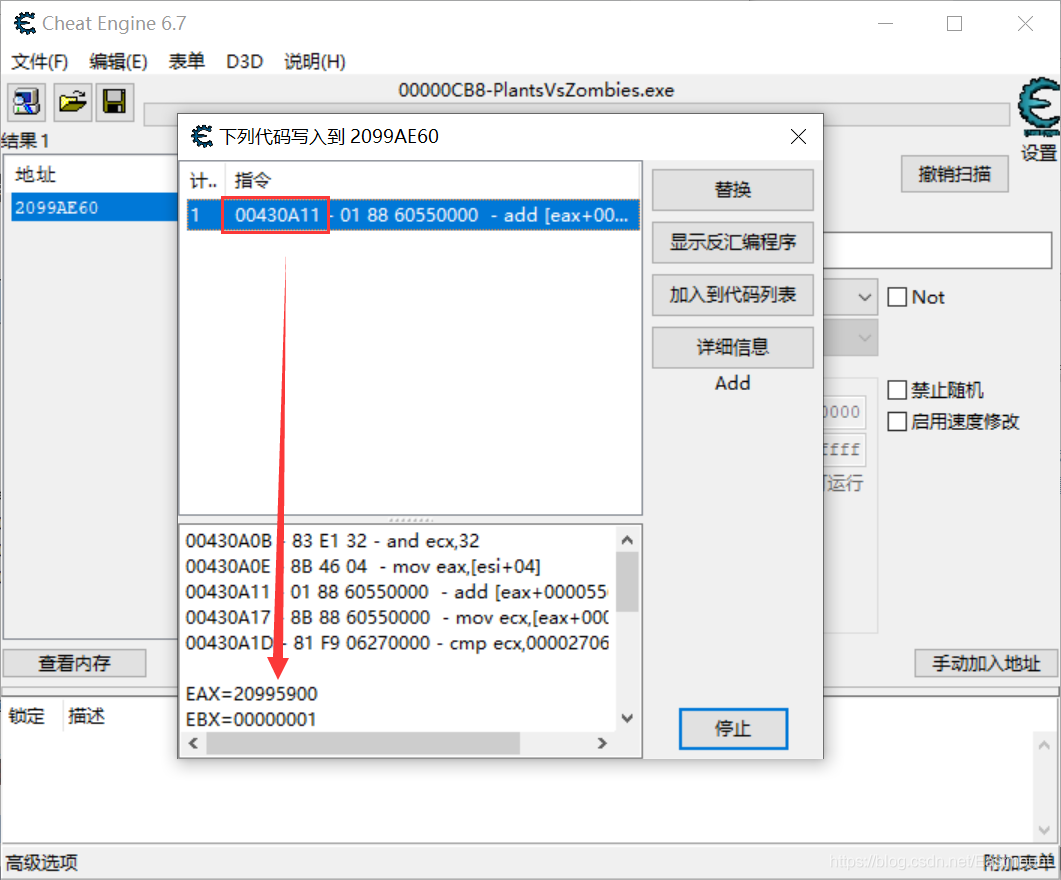 Cheat Engine 6.7
文件(F) 编辑(E) 表单 D3D 说明(H)
00000CB8-PlantsVsZombies.exe
设置
结果 1
地址
2099AE60
撤销扫描
Not
禁止随机
启用速度修改
0000
ffff
可运行
下列代码写入到 2099AE60
计.. 指令
1 00430A11 - 01 88 60550000 - add [eax+00...
替换
显示反汇编程序
加入到代码列表
详细信息
Add
00430A0B - 83 E1 32 - and ecx,32
00430A0E - 8B 46 04 - mov eax,[esi+04]
00430A11 - 01 88 60550000 - add [eax+000055
00430A17 - 8B 88 60550000 - mov ecx,[eax+000
00430A1D - 81 F9 06270000 - cmp ecx,00002706
EAX=20995900
EBX=00000001
停止
查看内存
手动加入地址
锁定 描述
高级选项
附加表单